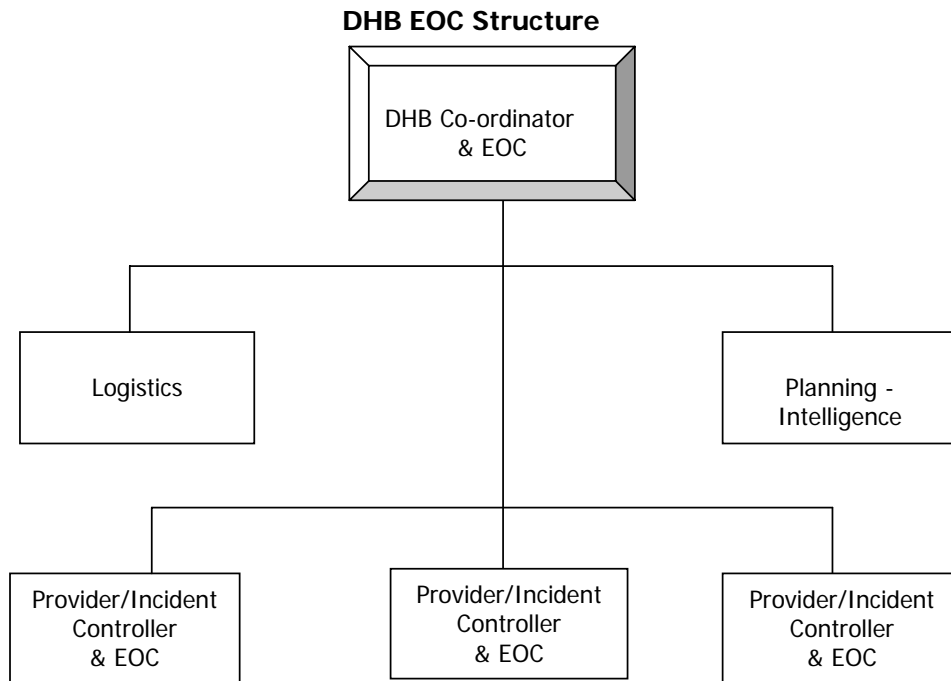 DHB EOC Structure
DHB Co-ordinator
& EOC
Logistics
Planning -
Intelligence
Provider/Incident
Controller
& EOC
Provider/Incident
Controller
& EOC
Provider/Incident
Controller
& EOC